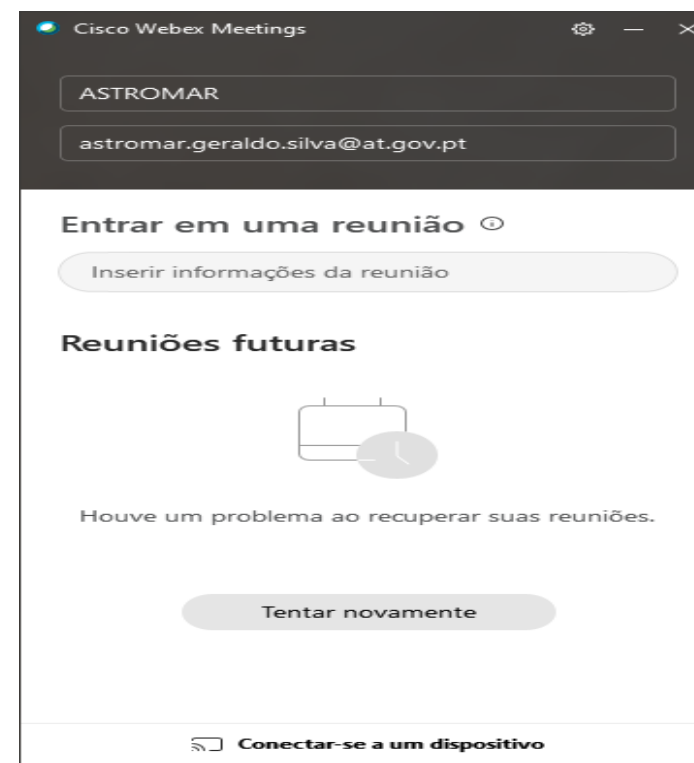 Cisco Webex Meetings
ASTROMAR
astromar.geraldo.silva@at.gov.pt
Entrar em uma reunião
Inserir informações da reunião
Reuniões futuras
Houve um problema ao recuperar suas reuniões.
Tentar novamente
Conectar-se a um dispositivo